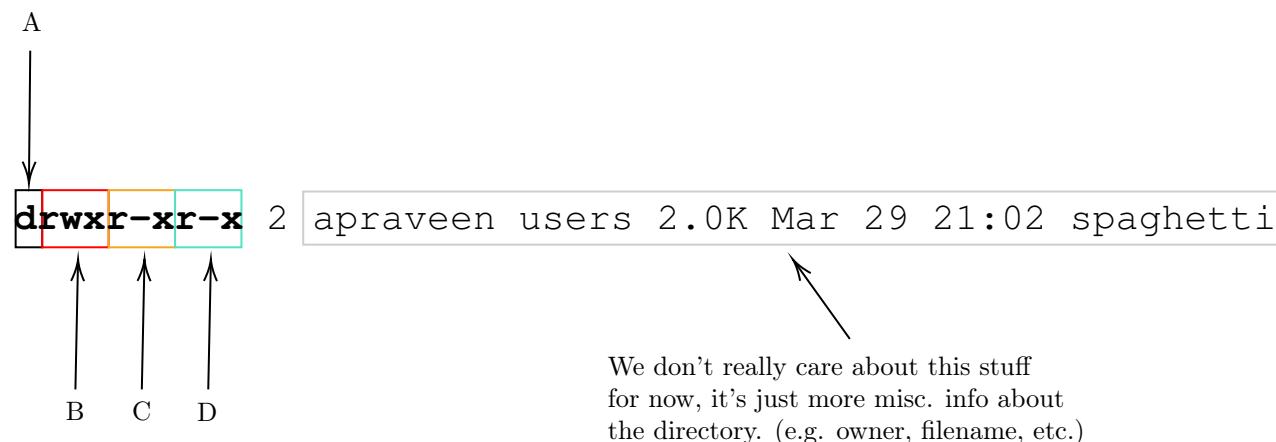 A
drwxr-xr-x 2 apraveen users 2.0K Mar 29 21:02 spaghetti
B C D
We don't really care about this stuff
for now, it's just more misc. info about
the directory. (e.g. owner, filename, etc.)